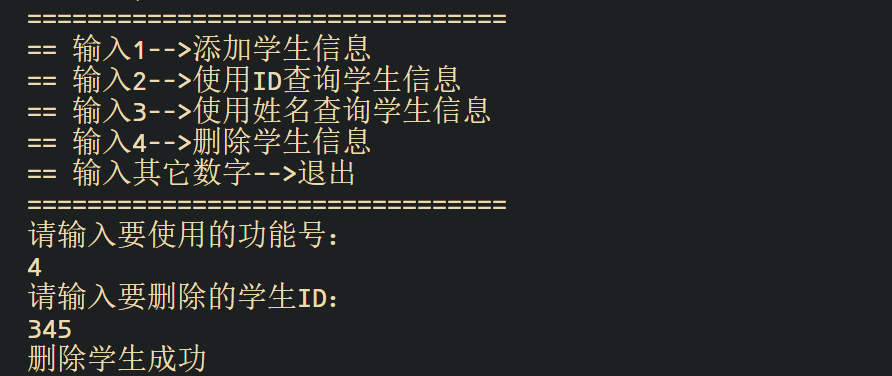 ================================
== 输入1-->添加学生信息
== 输入2-->使用ID查询学生信息
== 输入3-->使用姓名查询学生信息
== 输入4-->删除学生信息
== 输入其它数字-->退出
================================
请输入要使用的功能号：
4
请输入要删除的学生ID：
345
删除学生成功